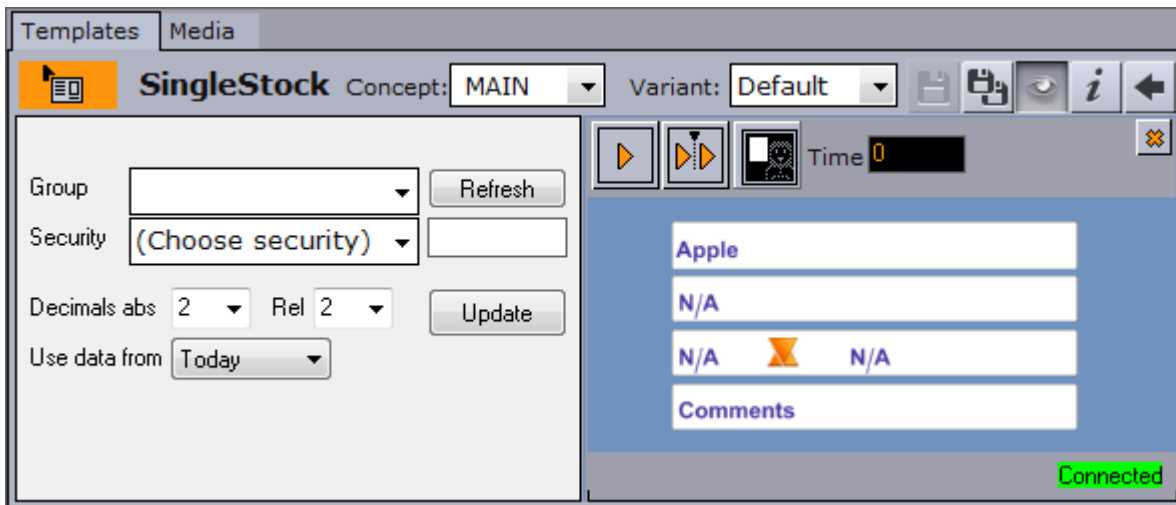 Templates Media
SingleStock Concept: MAIN Variant: Default i
Group Refresh
Security (Choose security)
Decimals abs 2 Rel 2 Update
Use data from Today
Time 0
Apple
N/A
N/A N/A
Comments
Connected